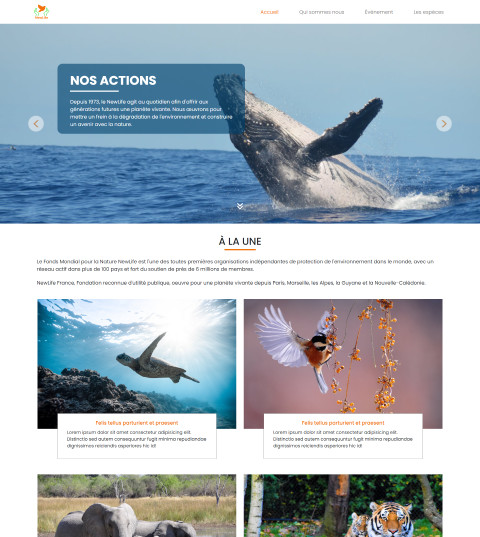 NewLife
Accueil
Qui sommes nous
Évènement
Les espèces
NOS ACTIONS
Depuis 1973, le NewLife agit au quotidien afin d'offrir aux
générations futures une planète vivante. Nous œuvrons pour
mettre un frein à la dégradation de l'environnement et construire
un avenir avec la nature.
À LA UNE
Le Fonds Mondial pour la Nature NewLife est l'une des toutes premières organisations indépendantes de protection de l'environnement dans le monde, avec un
réseau actif dans plus de 100 pays et fort du soutien de près de 6 millions de membres.
NewLife France, Fondation reconnue d'utilité publique, oeuvre pour une planète vivante depuis Paris, Marseille, les Alpes, la Guyane et la Nouvelle-Calédonie.
Felis tellus parturient et praesent
Lorem ipsum dolor sit amet consectetur adipisicing elit.
Distinctio sed autem consequuntur fugit minima repudiandae
dignissimos reiciendis asperiores hic id!
Felis tellus parturient et praesent
Lorem ipsum dolor sit amet consectetur adipisicing elit.
Distinctio sed autem consequuntur fugit minima repudiandae
dignissimos reiciendis asperiores hic id!